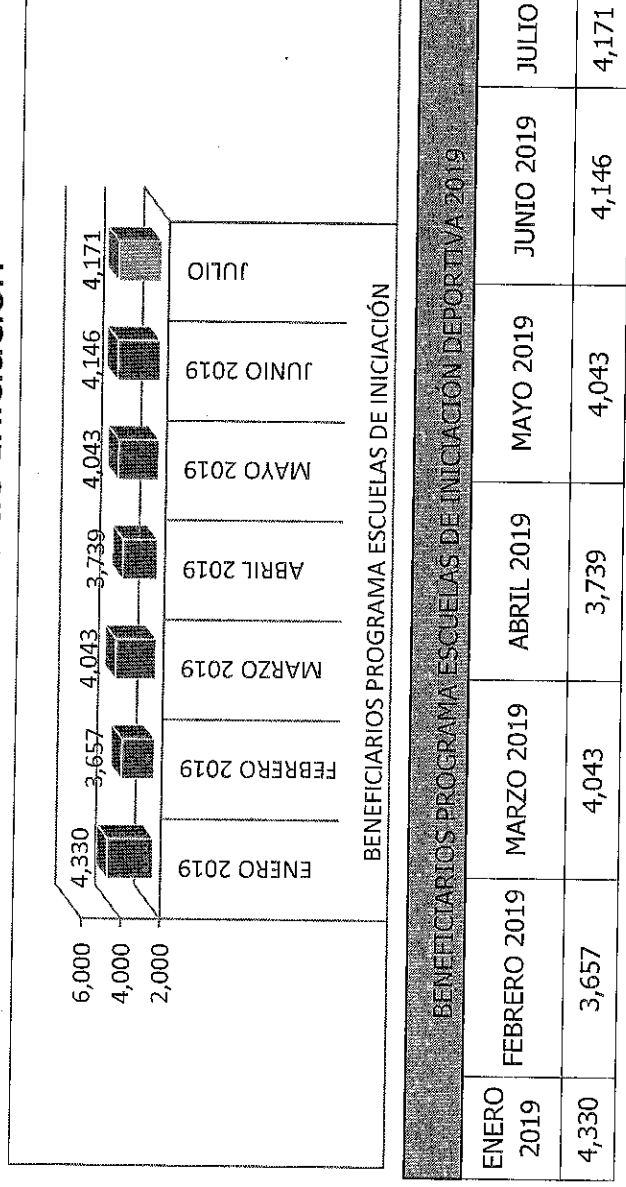 6,000
4,000
2,000
4,330
3,657
4,043
3,739
4,043
4,146
4,171
ENERO 2019
FEBRERO 2019
MARZO 2019
ABRIL 2019
MAYO 2019
JUNIO 2019
JULIO
BENEFICIARIOS PROGRAMA ESCUELAS DE INICIACIÓN
BENEFICIARIOS PROGRAMA ESCUELAS DE INICIACIÓN DEPORTIVA 2019
ENERO 2019 FEBRERO 2019 MARZO 2019 ABRIL 2019 MAYO 2019 JUNIO 2019 JULIO
4,330 3,657 4,043 3,739 4,043 4,146 4,171